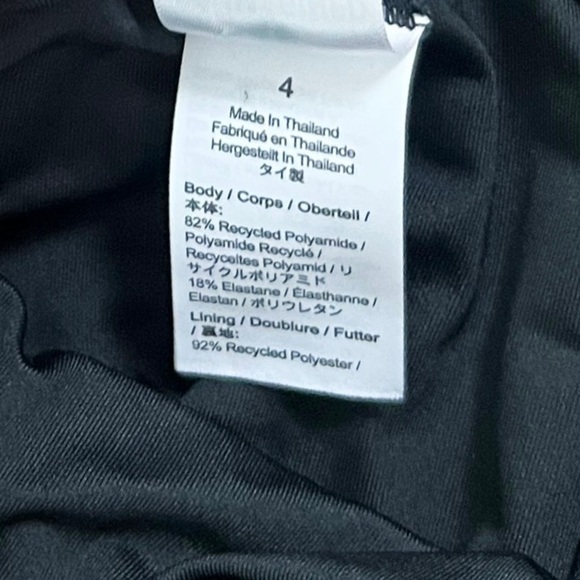 4
Made In Thailand
Fabriqué en Thaïlande
Hergestellt In Thailand
タイ製
Body / Corps / Oberteil /
本体:
82% Recycled Polyamide /
Polyamide Recyclé /
Recyceltes Polyamid / リ
サイクルポリアミド
18% Elastane / Élasthanne /
Elastan / ポリウレタン
Lining / Doublure / Futter
/ 裏地:
92% Recycled Polyester /